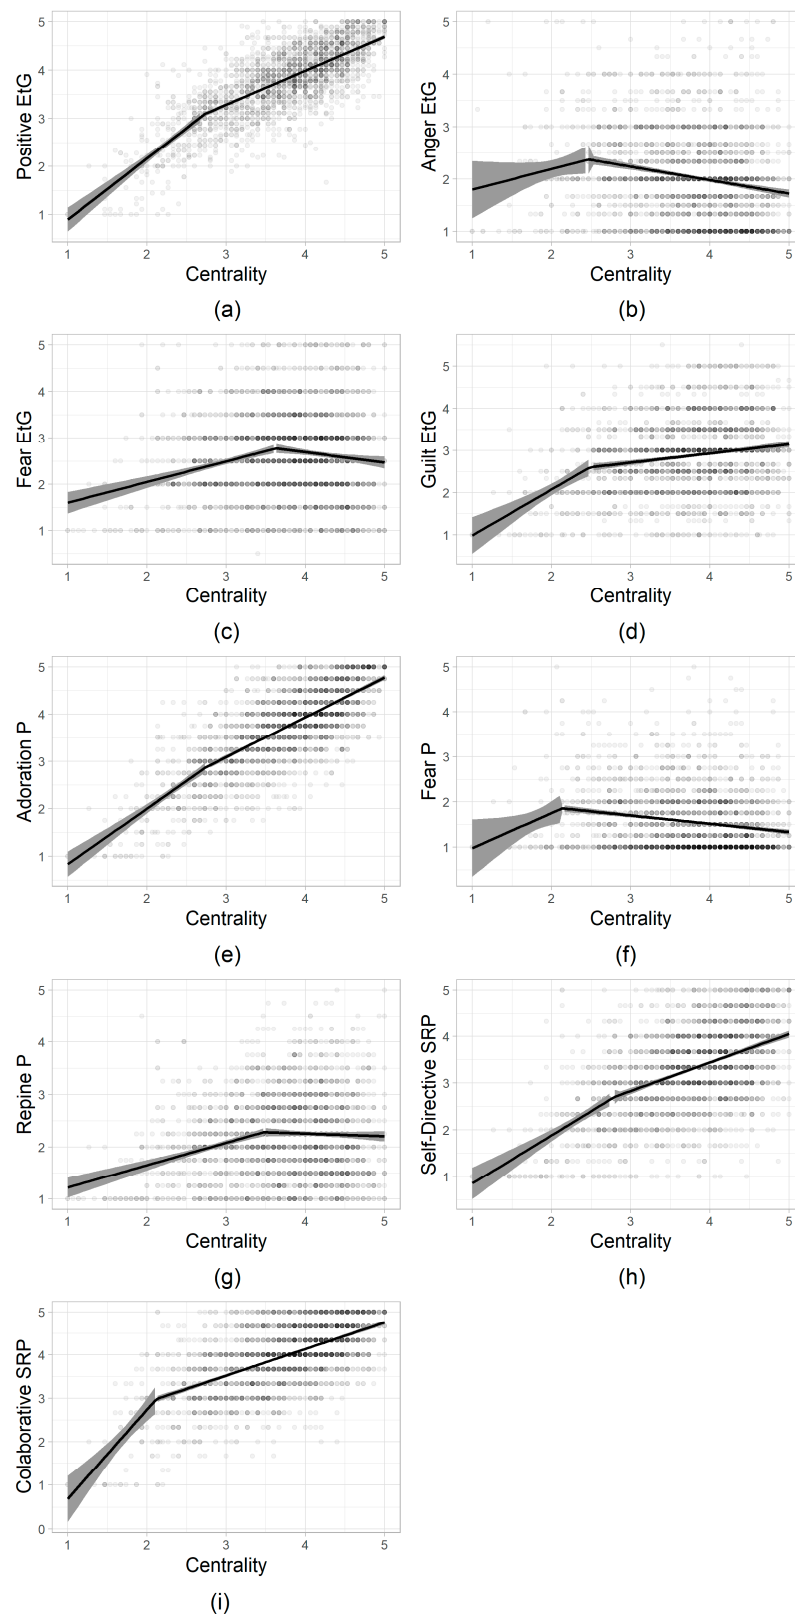 5
4
3
2
1
Positive EtG
1 2 3 4 5
Centrality
(a)
5
4
3
2
1
Anger EtG
1 2 3 4 5
Centrality
(b)
5
4
3
2
1
Fear EtG
1 2 3 4 5
Centrality
(c)
5
4
3
2
1
Guilt EtG
1 2 3 4 5
Centrality
(d)
5
4
3
2
1
Adoration P
1 2 3 4 5
Centrality
(e)
5
4
3
2
1
Fear P
1 2 3 4 5
Centrality
(f)
5
4
3
2
1
Repine P
1 2 3 4 5
Centrality
(g)
5
4
3
2
1
Self-Directive SRP
1 2 3 4 5
Centrality
(h)
5
4
3
2
1
0
Colaborative SRP
1 2 3 4 5
Centrality
(i)